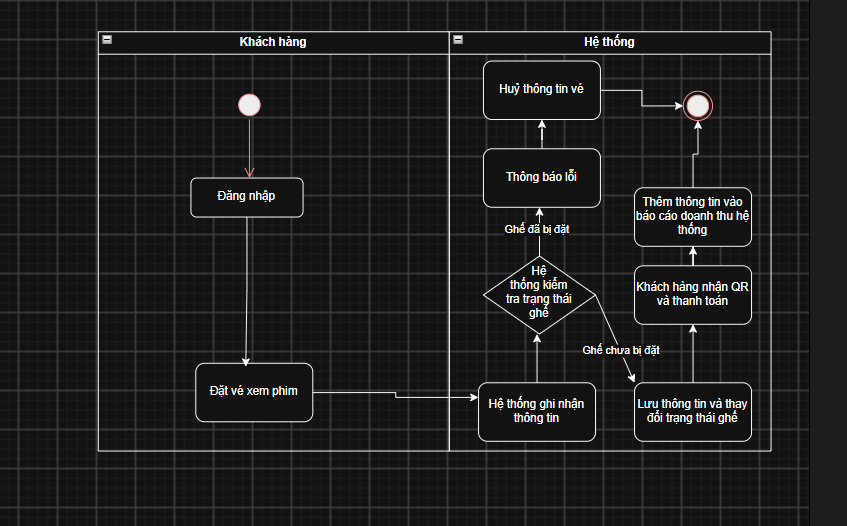 Khách hàng
Hệ thống
Đăng nhập
Đặt vé xem phim
Huỷ thông tin vé
Thông báo lỗi
Ghế đã bị đặt
Hệ
thống kiểm
tra trạng thái
ghế
Ghế chưa bị đặt
Hệ thống ghi nhận
thông tin
Thêm thông tin vào
báo cáo doanh thu hệ
thống
Khách hàng nhận QR
và thanh toán
Lưu thông tin và thay
đổi trạng thái ghế